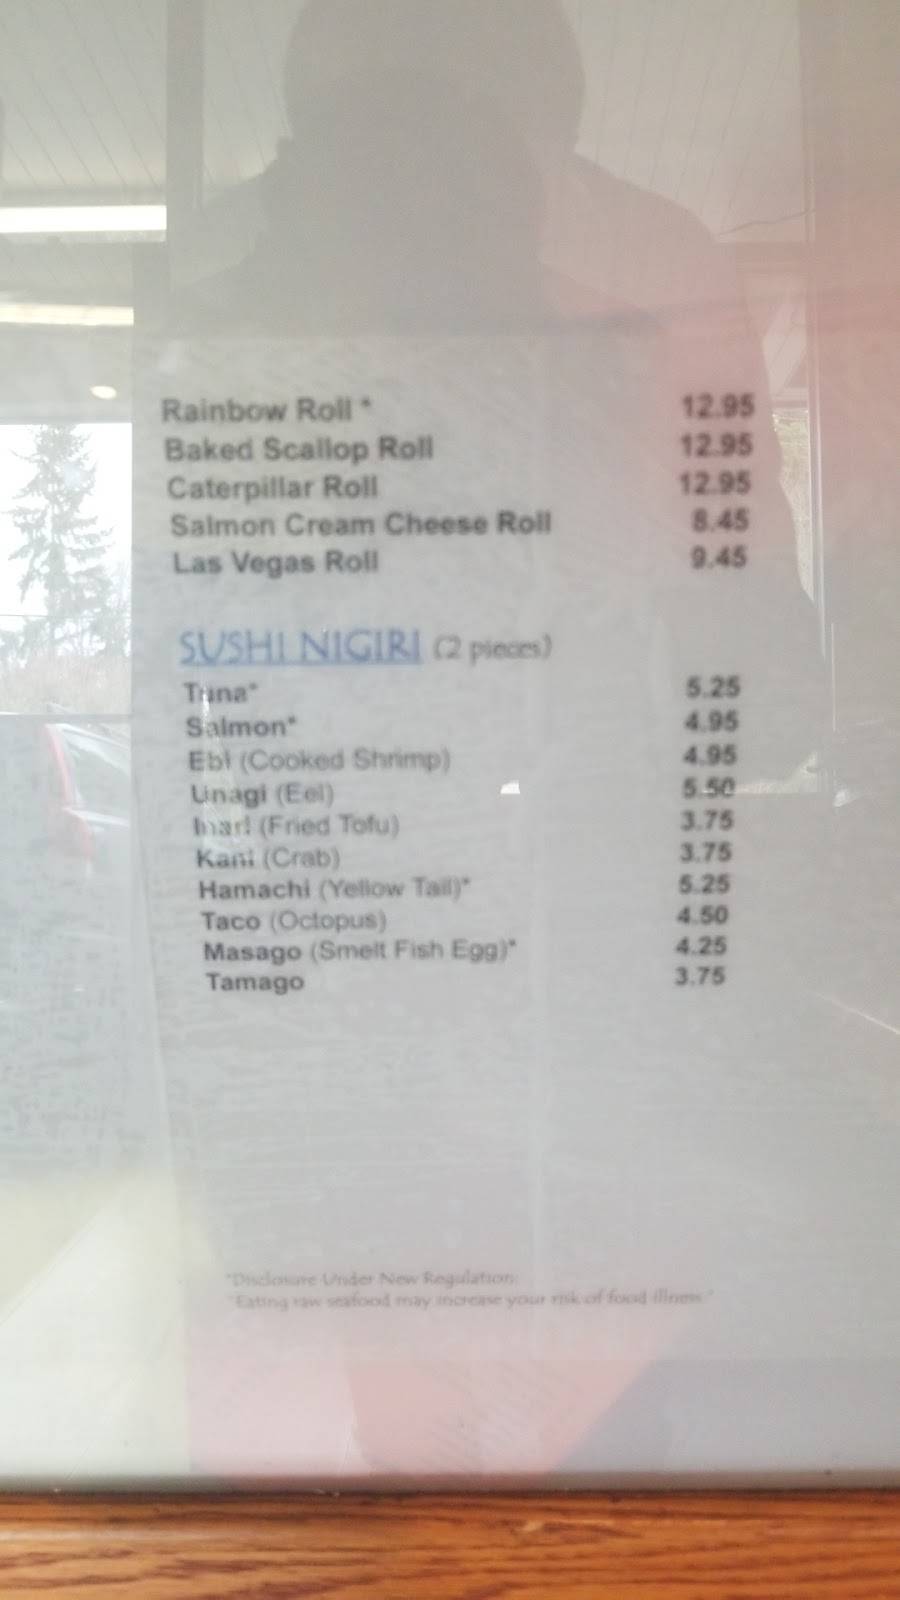 Rainbow Roll * 12.95
Baked Scallop Roll 12.95
Caterpillar Roll 12.95
Salmon Cream Cheese Roll 8.45
Las Vegas Roll 9.45
SUSHI NIGIRI (2 pieces)
Tuna* 5.25
Salmon* 4.95
Ebi (Cooked Shrimp) 4.95
Unagi (Eel) 5.50
Inari (Fried Tofu) 3.75
Kani (Crab) 3.75
Hamachi (Yellow Tail)* 5.25
Taco (Octopus) 4.50
Masago (Smelt Fish Egg)* 4.25
Tamago 3.75
*Disclosure Under New Regulation:
"Eating raw seafood may increase your risk of food illness."